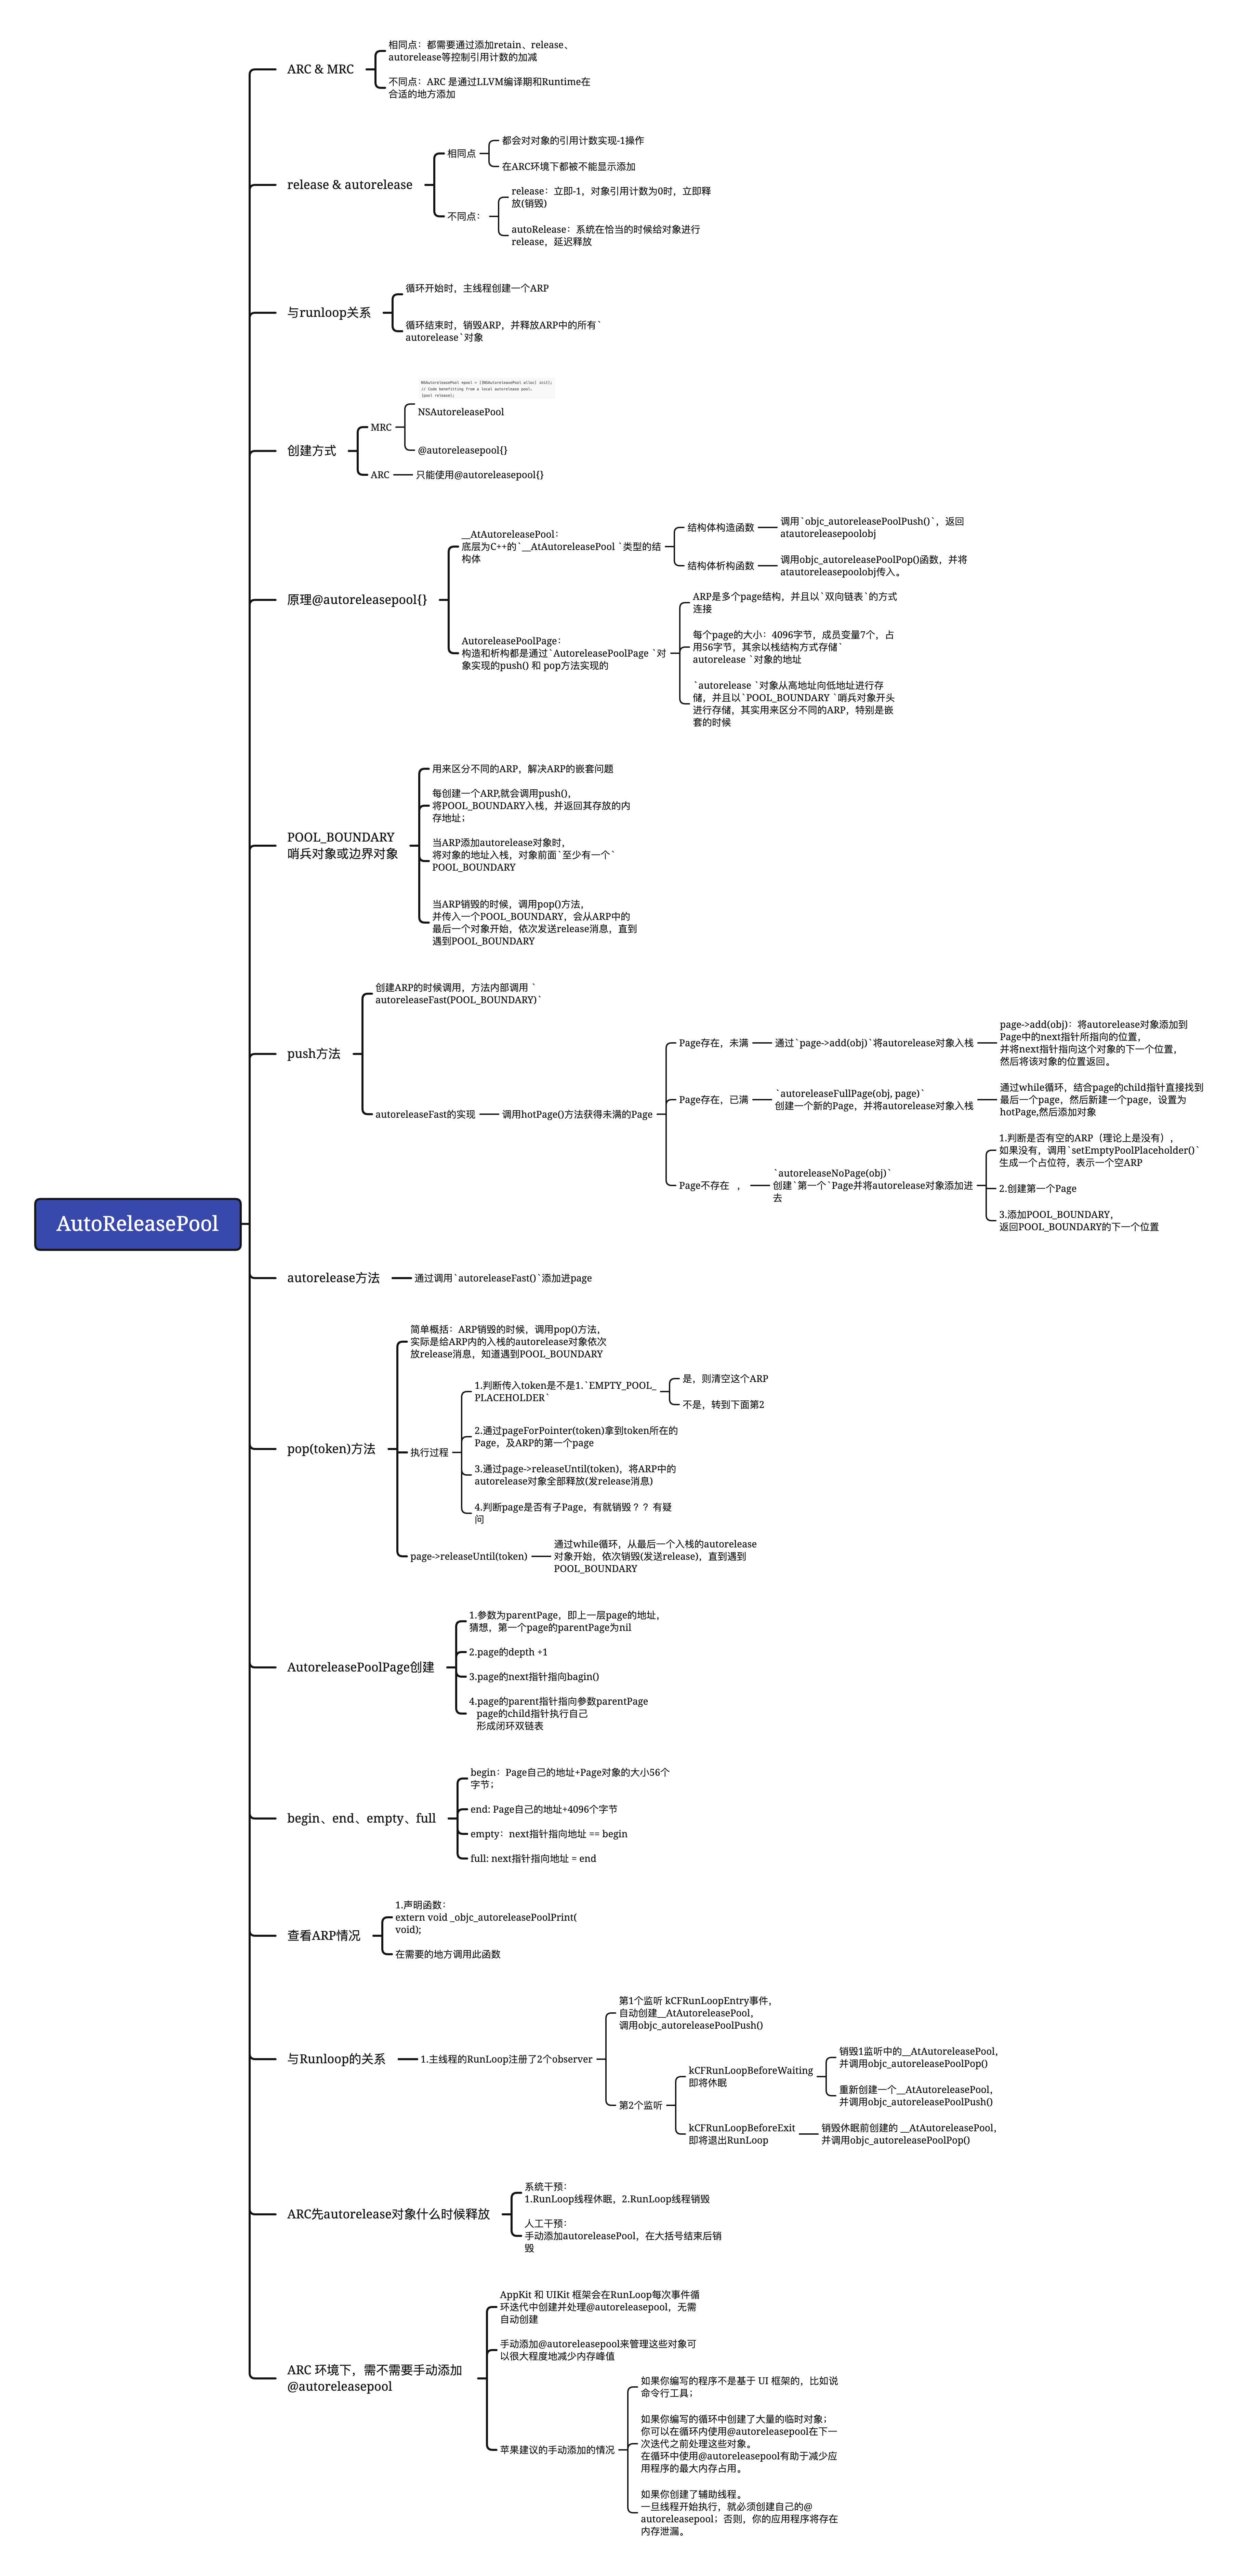 AutoReleasePool
ARC & MRC
相同点：都需要通过添加retain、release、
autorelease等控制引用计数的加减
不同点：ARC 是通过LLVM编译期和Runtime在
合适的地方添加
release & autorelease
相同点
都会对对象的引用计数实现-1操作
在ARC环境下都被不能显示添加
不同点：
release：立即-1，对象引用计数为0时，立即释
放(销毁)
autoRelease：系统在恰当的时候给对象进行
release，延迟释放
与runloop关系
循环开始时，主线程创建一个ARP
循环结束时，销毁ARP，并释放ARP中的所有`
autorelease`对象
创建方式
MRC
NSAutoreleasePool *pool = [[NSAutoreleasePool alloc] init];
// Code benefitting from a local autorelease pool.
[pool release];
NSAutoreleasePool
@autoreleasepool{}
ARC
只能使用@autoreleasepool{}
原理@autoreleasepool{}
__AtAutoreleasePool：
底层为C++的`__AtAutoreleasePool `类型的结
构体
结构体构造函数
调用`objc_autoreleasePoolPush()`，返回
atautoreleasepoolobj
结构体析构函数
调用objc_autoreleasePoolPop()函数，并将
atautoreleasepoolobj传入。
AutoreleasePoolPage：
构造和析构都是通过`AutoreleasePoolPage `对
象实现的push() 和 pop方法实现的
ARP是多个page结构，并且以`双向链表`的方式
连接
每个page的大小：4096字节，成员变量7个，占
用56字节，其余以栈结构方式存储`
autorelease `对象的地址
`autorelease `对象从高地址向低地址进行存
储，并且以`POOL_BOUNDARY `哨兵对象开头
进行存储，其实用来区分不同的ARP，特别是嵌
套的时候
POOL_BOUNDARY
哨兵对象或边界对象
用来区分不同的ARP，解决ARP的嵌套问题
每创建一个ARP,就会调用push()，
将POOL_BOUNDARY入栈，并返回其存放的内
存地址；
当ARP添加autorelease对象时，
将对象的地址入栈，对象前面`至少有一个`
POOL_BOUNDARY
当ARP销毁的时候，调用pop()方法，
并传入一个POOL_BOUNDARY，会从ARP中的
最后一个对象开始，依次发送release消息，直到
遇到POOL_BOUNDARY
push方法
创建ARP的时候调用，方法内部调用 `
autoreleaseFast(POOL_BOUNDARY)`
autoreleaseFast的实现
调用hotPage()方法获得未满的Page
Page存在，未满
通过`page->add(obj)`将autorelease对象入栈
page->add(obj)：将autorelease对象添加到
Page中的next指针所指向的位置，
并将next指针指向这个对象的下一个位置，
然后将该对象的位置返回。
Page存在，已满
`autoreleaseFullPage(obj, page)`
创建一个新的Page，并将autorelease对象入栈
通过while循环，结合page的child指针直接找到
最后一个page，然后新建一个page，设置为
hotPage,然后添加对象
Page不存在 ，
`autoreleaseNoPage(obj)`
创建`第一个`Page并将autorelease对象添加进
去
1.判断是否有空的ARP（理论上是没有），
如果没有，调用`setEmptyPoolPlaceholder()`
生成一个占位符，表示一个空ARP
2.创建第一个Page
3.添加POOL_BOUNDARY，
返回POOL_BOUNDARY的下一个位置
autorelease方法
通过调用`autoreleaseFast()`添加进page
pop(token)方法
简单概括：ARP销毁的时候，调用pop()方法，
实际是给ARP内的入栈的autorelease对象依次
放release消息，知道遇到POOL_BOUNDARY
执行过程
1.判断传入token是不是1.`EMPTY_POOL_
PLACEHOLDER`
是，则清空这个ARP
不是，转到下面第2
2.通过pageForPointer(token)拿到token所在的
Page，及ARP的第一个page
3.通过page->releaseUntil(token)，将ARP中的
autorelease对象全部释放(发release消息)
4.判断page是否有子Page，有就销毁？？ 有疑
问
page->releaseUntil(token)
通过while循环，从最后一个入栈的autorelease
对象开始，依次销毁(发送release)，直到遇到
POOL_BOUNDARY
AutoreleasePoolPage创建
1.参数为parentPage，即上一层page的地址，
猜想，第一个page的parentPage为nil
2.page的depth +1
3.page的next指针指向bagin()
4.page的parent指针指向参数parentPage
page的child指针执行自己
形成闭环双链表
begin、end、empty、full
begin：Page自己的地址+Page对象的大小56个
字节；
end: Page自己的地址+4096个字节
empty：next指针指向地址 == begin
full: next指针指向地址 = end
查看ARP情况
1.声明函数：
extern void _objc_autoreleasePoolPrint(
void);
在需要的地方调用此函数
与Runloop的关系
1.主线程的RunLoop注册了2个observer
第1个监听 kCFRunLoopEntry事件，
自动创建__AtAutoreleasePool，
调用objc_autoreleasePoolPush()
第2个监听
kCFRunLoopBeforeWaiting
即将休眠
销毁1监听中的__AtAutoreleasePool，
并调用objc_autoreleasePoolPop()
重新创建一个__AtAutoreleasePool，
并调用objc_autoreleasePoolPush()
kCFRunLoopBeforeExit
即将退出RunLoop
销毁休眠前创建的 __AtAutoreleasePool，
并调用objc_autoreleasePoolPop()
ARC先autorelease对象什么时候释放
系统干预：
1.RunLoop线程休眠，2.RunLoop线程销毁
人工干预：
手动添加autoreleasePool，在大括号结束后销
毁
ARC 环境下，需不需要手动添加
@autoreleasepool
AppKit 和 UIKit 框架会在RunLoop每次事件循
环迭代中创建并处理@autoreleasepool，无需
自动创建
手动添加@autoreleasepool来管理这些对象可
以很大程度地减少内存峰值
苹果建议的手动添加的情况
如果你编写的程序不是基于 UI 框架的，比如说
命令行工具；
如果你编写的循环中创建了大量的临时对象；
你可以在循环内使用@autoreleasepool在下一
次迭代之前处理这些对象。
在循环中使用@autoreleasepool有助于减少应
用程序的最大内存占用。
如果你创建了辅助线程。
一旦线程开始执行，就必须创建自己的@
autoreleasepool；否则，你的应用程序将存在
内存泄漏。